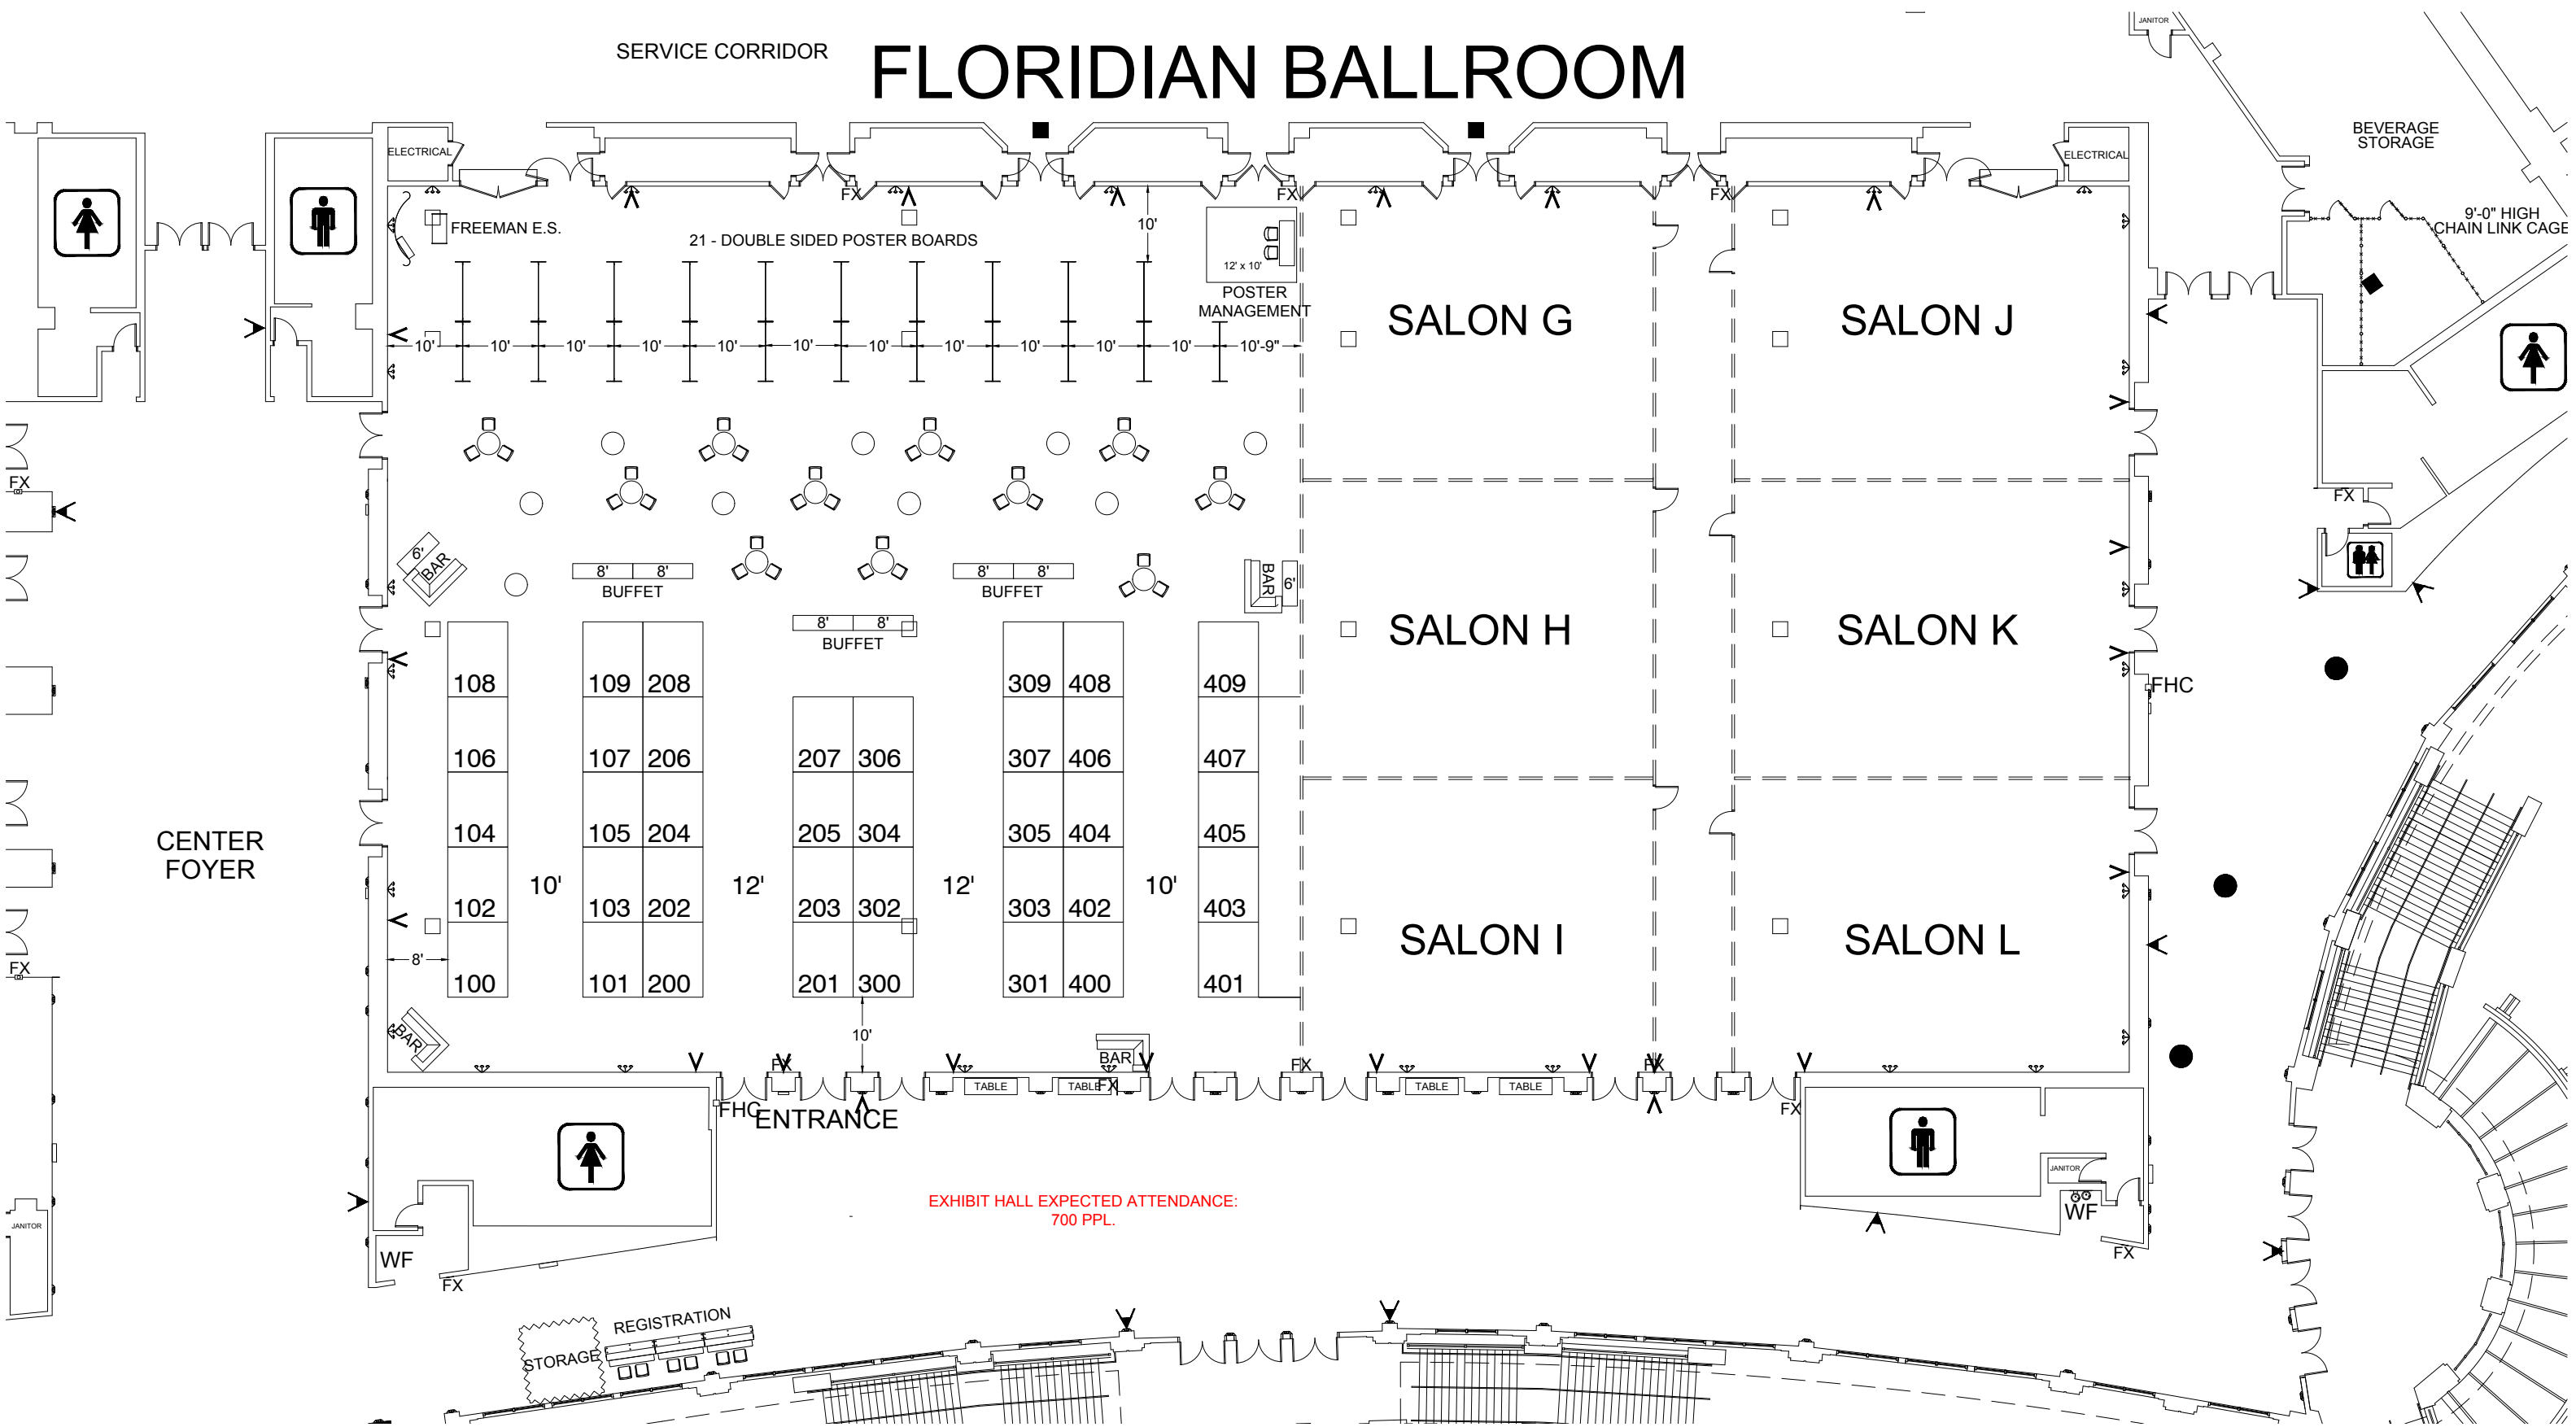 SERVICE CORRIDOR
FLORIDIAN BALLROOM
JANITOR
BEVERAGE
STORAGE
ELECTRICAL
ELECTRICAL
FX
FX
FX
9'-0" HIGH
CHAIN LINK CAGE
FREEMAN E.S.
21 - DOUBLE SIDED POSTER BOARDS
10'
12' x 10'
POSTER
MANAGEMENT
SALON G
SALON J
10'
10'
10'
10'
10'
10'
10'
10'
10'
10'
10'
10'-9"
FX
FX
6'
BAR
8'
8'
BUFFET
8'
8'
BUFFET
BAR
6'
8'
8'
BUFFET
SALON H
SALON K
FHC
108
109
208
309
408
409
106
107
206
207
306
307
406
407
104
105
204
205
304
305
404
405
CENTER
FOYER
10'
12'
12'
10'
102
103
202
203
302
303
402
403
SALON I
SALON L
FX
8'
100
101
200
201
300
301
400
401
BAR
10'
BAR
FX
FX
FX
TABLE
TABLE
FX
TABLE
TABLE
FHC
ENTRANCE
FX
JANITOR
WF
EXHIBIT HALL EXPECTED ATTENDANCE:
700 PPL.
JANITOR
WF
FX
FX
REGISTRATION
STORAGE